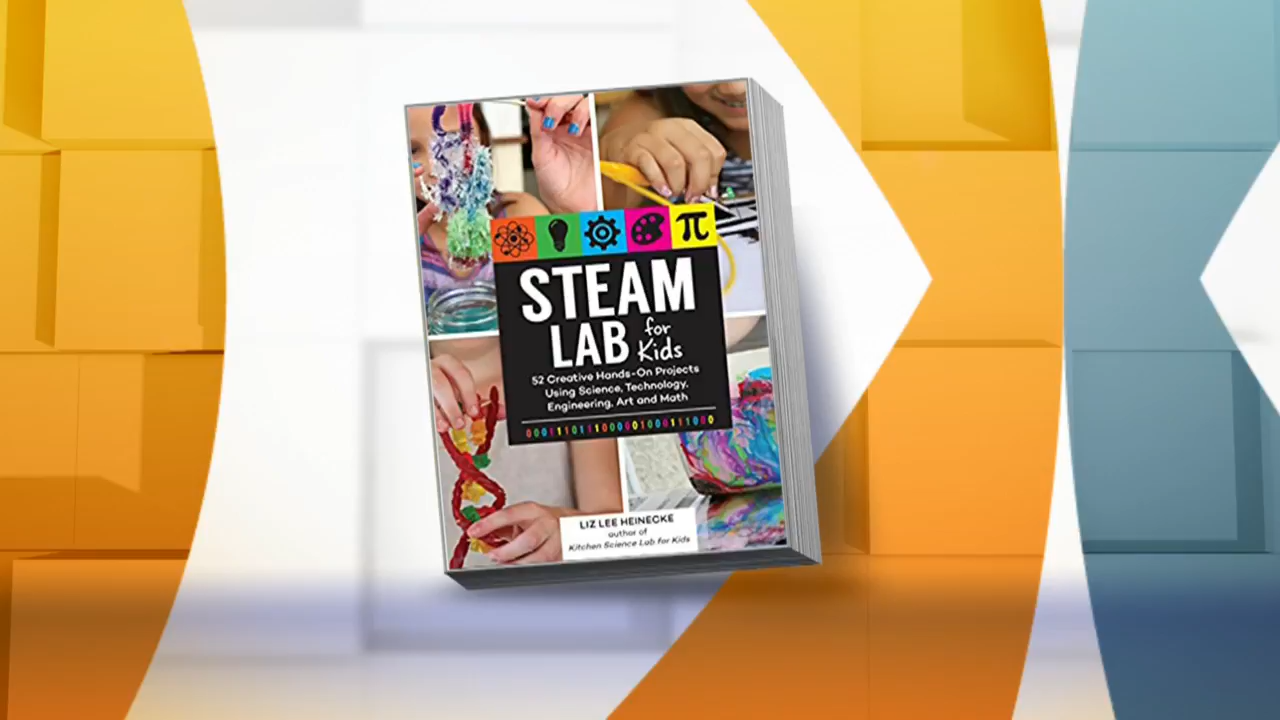 π
STEAM
LAB for Kids
52 Creative Hands-On Projects
Using Science, Technology,
Engineering, Art and Math
LIZ LEE HEINECKE
author of
Kitchen Science Lab for Kids